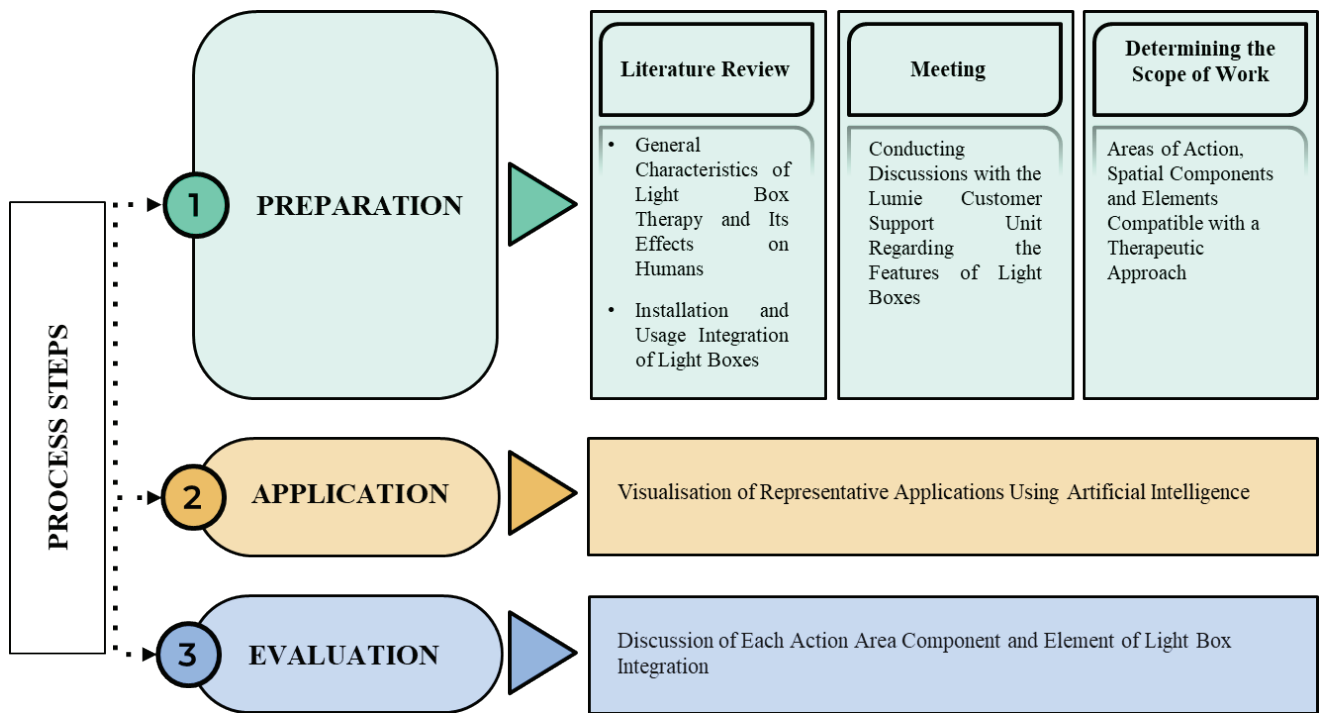 PROCESS STEPS
1
PREPARATION
Literature Review
• General
Characteristics of
Light Box
Therapy and Its
Effects on
Humans
• Installation and
Usage Integration
of Light Boxes
Meeting
Conducting
Discussions with the
Lumie Customer
Support Unit
Regarding the
Features of Light
Boxes
Determining the
Scope of Work
Areas of Action,
Spatial Components
and Elements
Compatible with a
Therapeutic
Approach
2
APPLICATION
Visualisation of Representative Applications Using Artificial Intelligence
3
EVALUATION
Discussion of Each Action Area Component and Element of Light Box
Integration